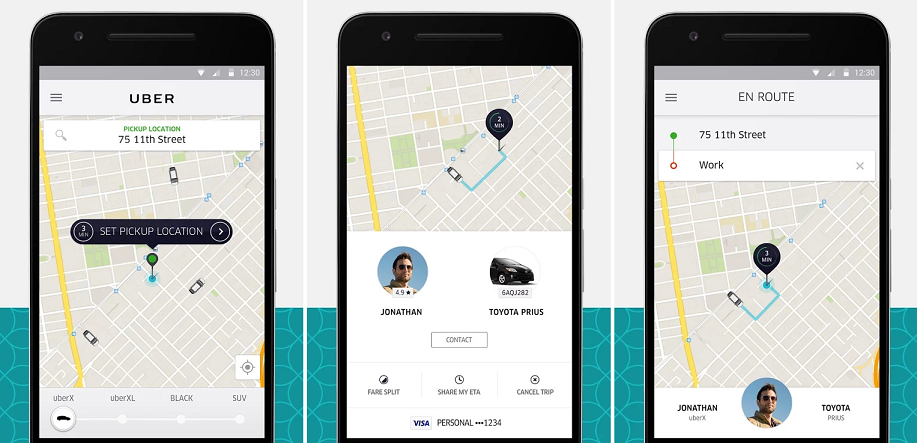 12:30
UBER
PICKUP LOCATION
75 11th Street
3 MIN
SET PICKUP LOCATION
uberX uberXL BLACK SUV
2 MIN
4.9 ★
6AQJ282
JONATHAN TOYOTA PRIUS
CONTACT
FARE SPLIT SHARE MY ETA CANCEL TRIP
VISA PERSONAL •••1234
12:30
EN ROUTE
75 11th Street
Work
3 MIN
JONATHAN TOYOTA
uberX PRIUS